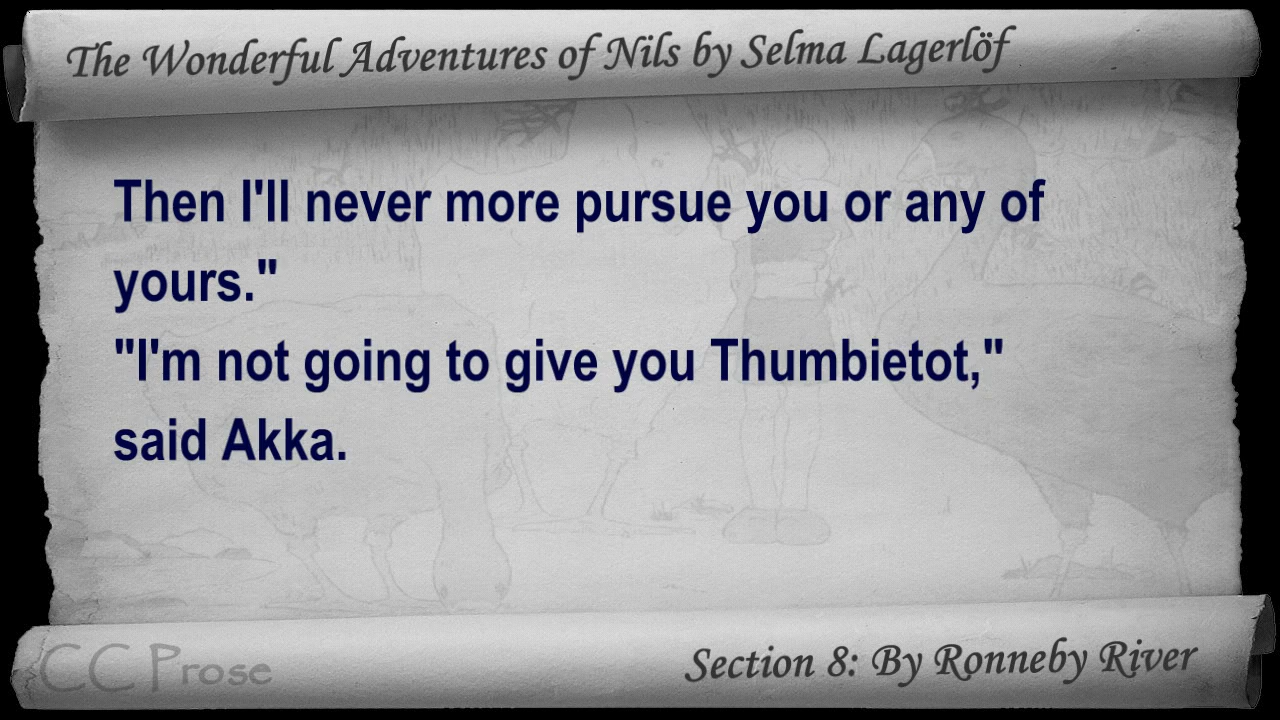 The Wonderful Adventures of Nils by Selma Lagerlöf
Then I'll never more pursue you or any of
yours."
"I'm not going to give you Thumbietot,"
said Akka.
CC Prose
Section 8: By Ronneby River